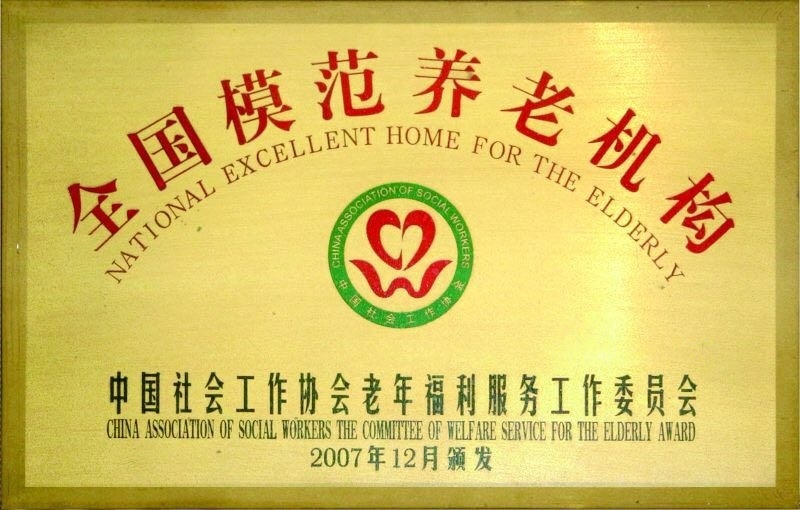 全国模范养老机构
NATIONAL EXCELLENT HOME FOR THE ELDERLY
CHINA ASSOCIATION OF SOCIAL WORKERS
中国社会工作协会
中国社会工作协会老年福利服务工作委员会
CHINA ASSOCIATION OF SOCIAL WORKERS THE COMMITTEE OF WELFARE SERVICE FOR THE ELDERLY AWARD
2007年12月颁发